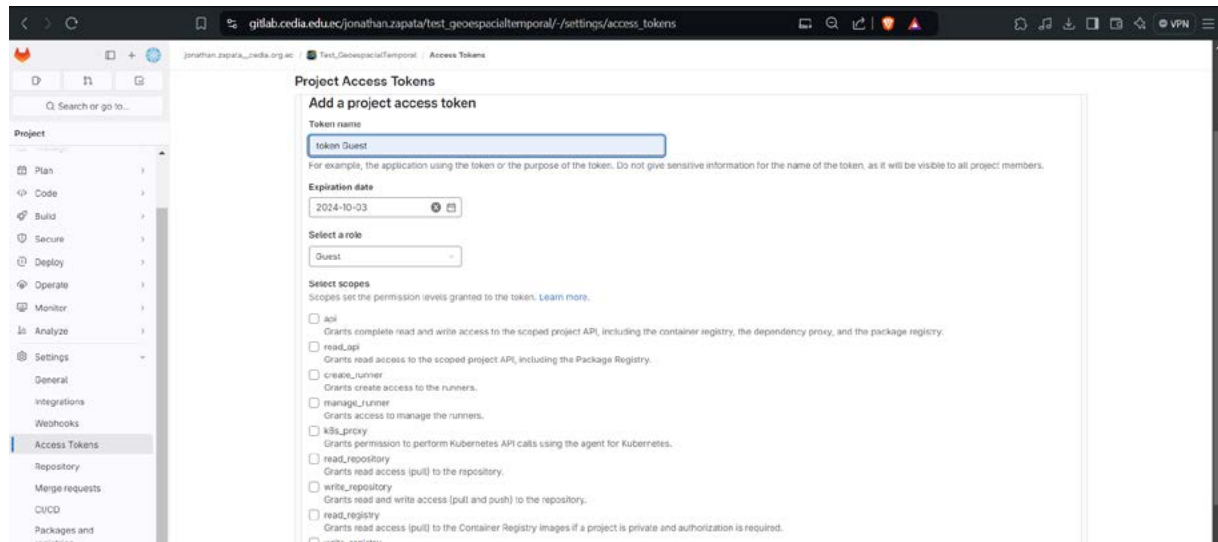 gitlab.cedia.edu.ec/jonathan.zapata/test_geoespacialtemporal/-/settings/access_tokens
VPN
jonathan.zapata__cedia.org.ec / Test_GeoespacialTemporal / Access Tokens
Search or go to...
Project
Plan
Code
Build
Secure
Deploy
Operate
Monitor
Analyze
Settings
General
Integrations
Webhooks
Access Tokens
Repository
Merge requests
CI/CD
Packages and
Project Access Tokens
Add a project access token
Token name
token Guest
For example, the application using the token or the purpose of the token. Do not give sensitive information for the name of the token, as it will be visible to all project members.
Expiration date
2024-10-03
Select a role
Guest
Select scopes
Scopes set the permission levels granted to the token. Learn more.
api
Grants complete read and write access to the scoped project API, including the container registry, the dependency proxy, and the package registry.
read_api
Grants read access to the scoped project API, including the Package Registry.
create_runner
Grants create access to the runners.
manage_runner
Grants access to manage the runners.
k8s_proxy
Grants permission to perform Kubernetes API calls using the agent for Kubernetes.
read_repository
Grants read access (pull) to the repository.
write_repository
Grants read and write access (pull and push) to the repository.
read_registry
Grants read access (pull) to the Container Registry images if a project is private and authorization is required.